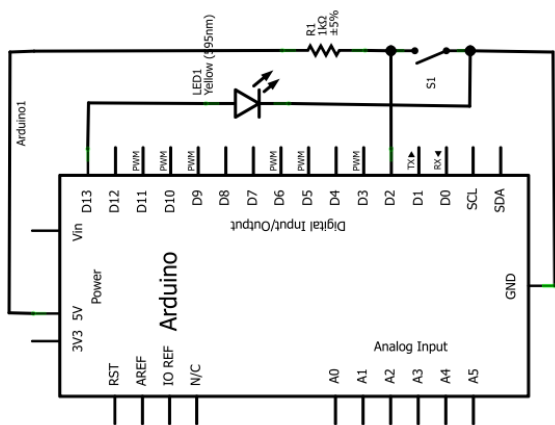 R1
1kΩ
±5%
LED1
Yellow (595nm)
S1
Arduino1
PWM
PWM
PWM
PWM
PWM
PWM
TX▶
RX◀
D13
D12
D11
D10
D9
D8
D7
D6
D5
D4
D3
D2
D1
D0
SCL
SDA
Digital Input/Output
Vin
Power
5V
3V3
Arduino
GND
Analog Input
RST
AREF
IO REF
N/C
A0
A1
A2
A3
A4
A5